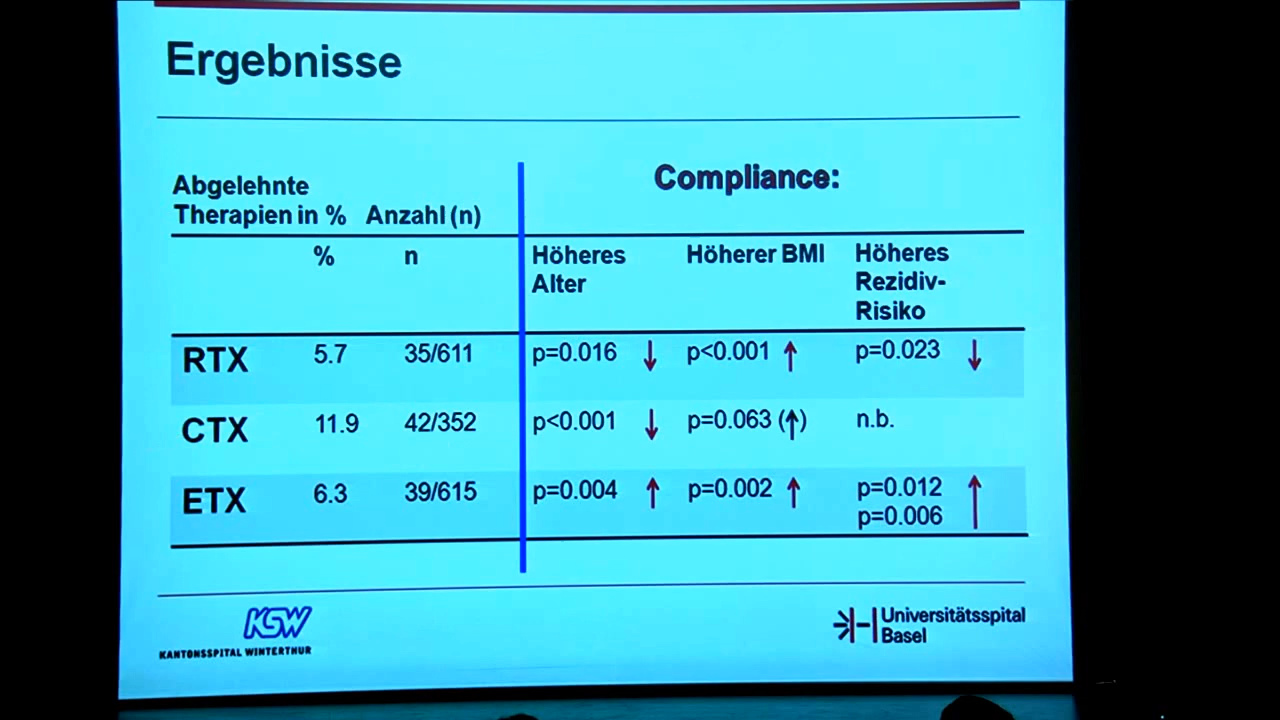 Ergebnisse
Abgelehnte
Therapien in % Anzahl (n)
Compliance:
% n Höheres Alter Höherer BMI Höheres Rezidiv-Risiko
RTX 5.7 35/611 p=0.016 ↓ p<0.001 ↑ p=0.023 ↓
CTX 11.9 42/352 p<0.001 ↓ p=0.063 (↑) n.b.
ETX 6.3 39/615 p=0.004 ↑ p=0.002 ↑ p=0.012 ↑
p=0.006
KSW
KANTONSSPITAL WINTERTHUR
Universitätsspital
Basel